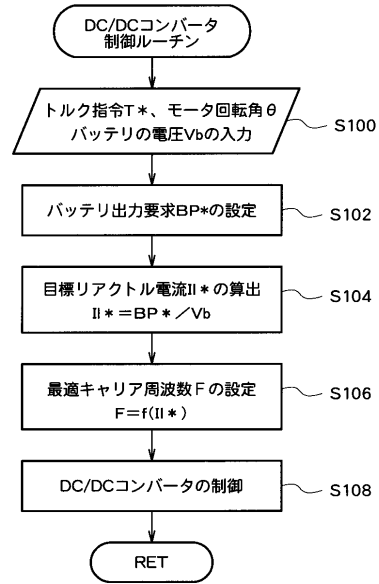 DC/DCコンバータ
制御ルーチン
トルク指令T*、モータ回転角θ
バッテリの電圧Vbの入力
S100
バッテリ出力要求BP*の設定
S102
目標リアクトル電流Il*の算出
Il*=BP*/Vb
S104
最適キャリア周波数Fの設定
F=f(Il*)
S106
DC/DCコンバータの制御
S108
RET